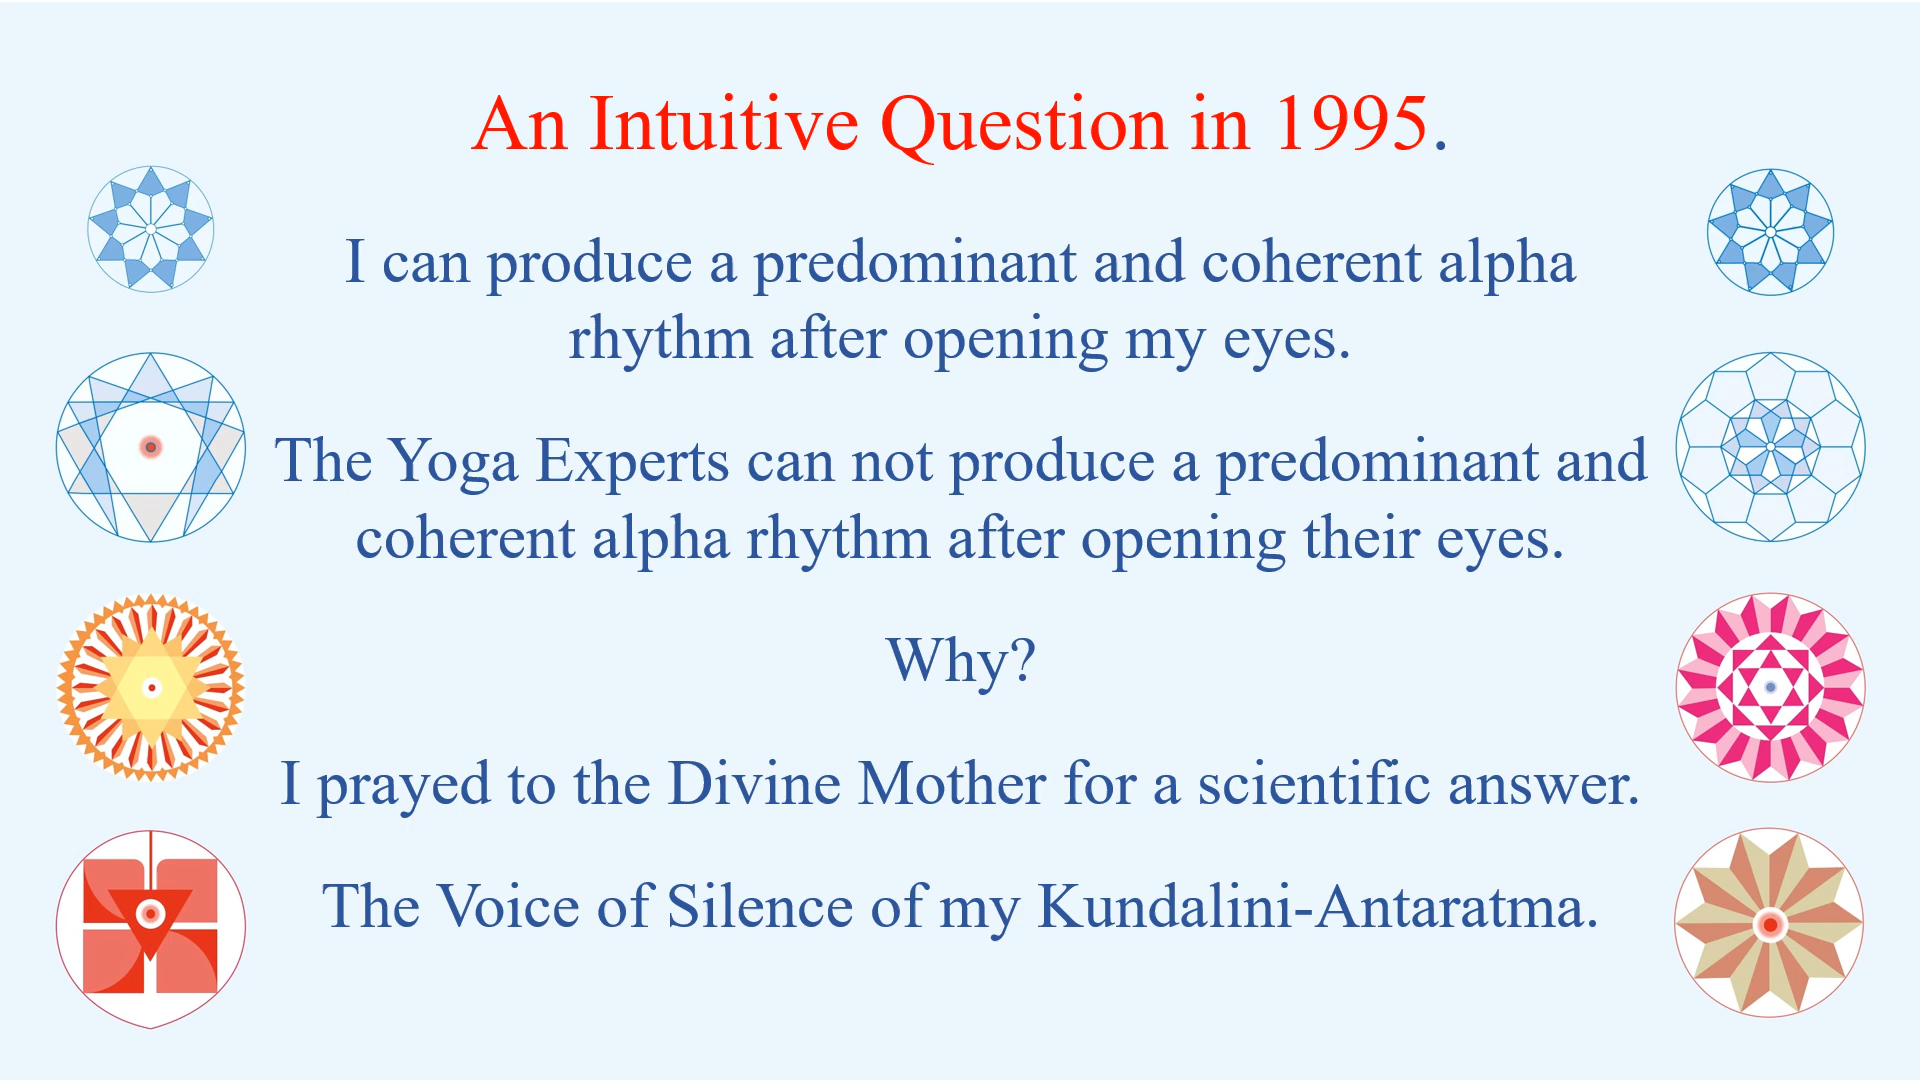 An Intuitive Question in 1995.
I can produce a predominant and coherent alpha
rhythm after opening my eyes.
The Yoga Experts can not produce a predominant and
coherent alpha rhythm after opening their eyes.
Why?
I prayed to the Divine Mother for a scientific answer.
The Voice of Silence of my Kundalini-Antaratma.